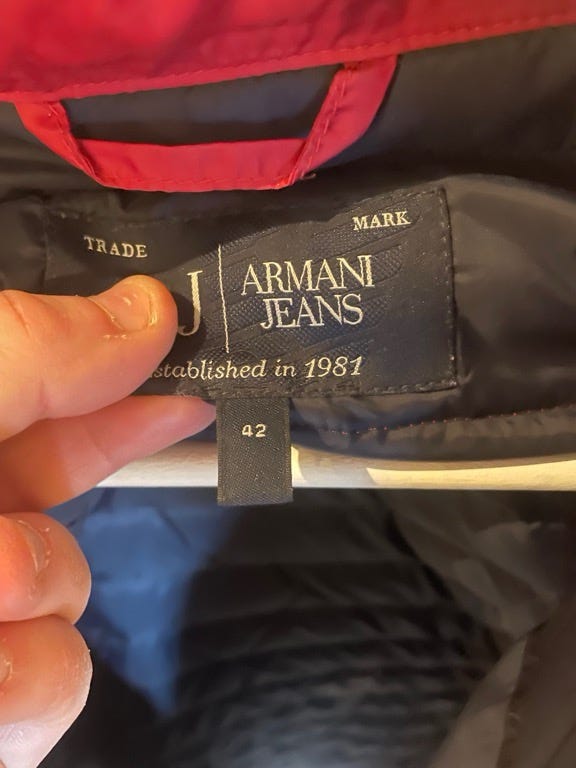 TRADE
MARK
J
ARMANI
JEANS
stablished in 1981
42